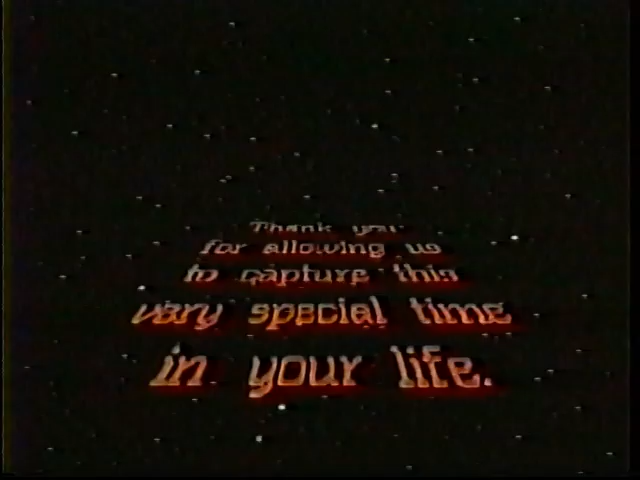 Thank you
for allowing us
to capture this
very special time
in your life.